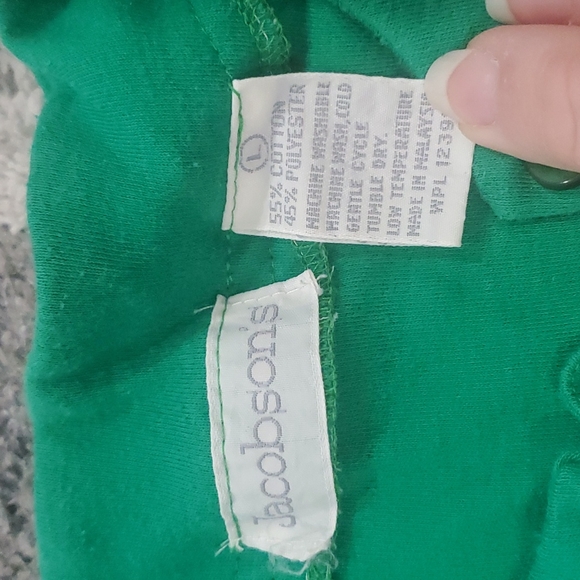 L
55% COTTON
45% POLYESTER
MACHINE WASHABLE
MACHINE WASH,COLD
GENTLE CYCLE
TUMBLE DRY.
LOW TEMPERATURE
MADE IN MALAYSIA
WPL 1239
Jacobson's